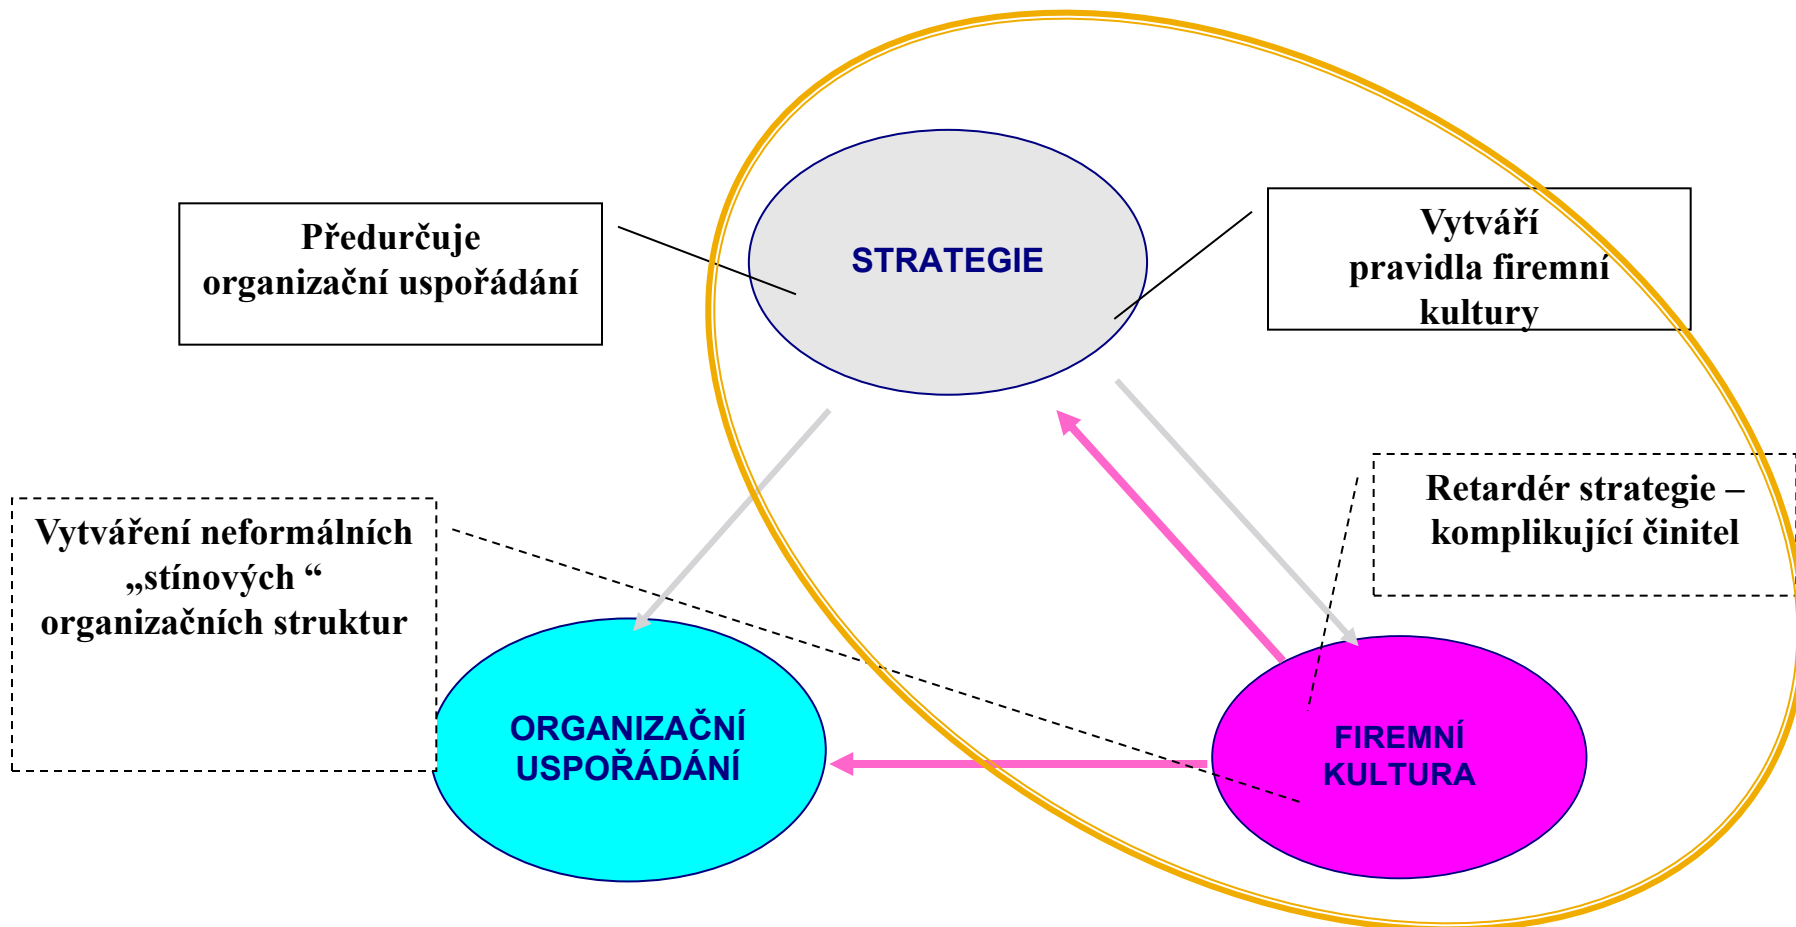 STRATEGIE
Předurčuje
organizační uspořádání
Vytváří
pravidla firemní
kultury
Retardér strategie –
komplikující činitel
Vytváření neformálních
„stínových “
organizačních struktur
ORGANIZAČNÍ
USPOŘÁDÁNÍ
FIREMNÍ
KULTURA